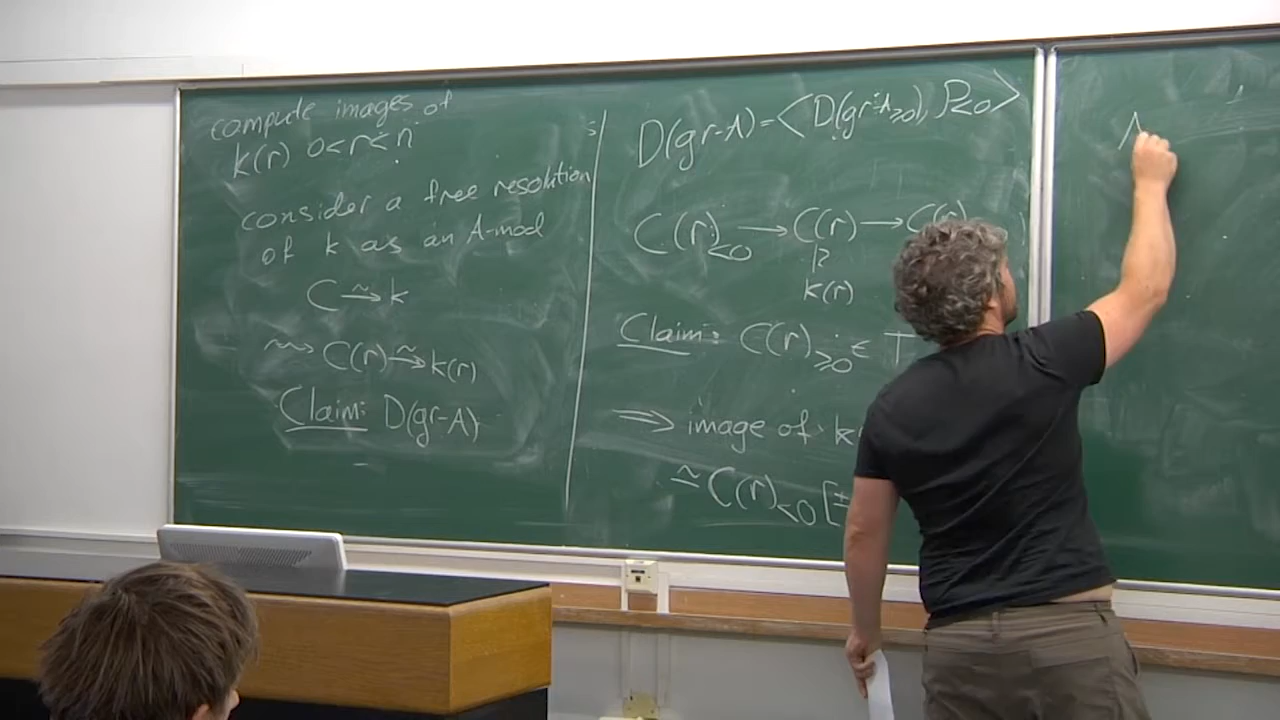 compute images of
k(r) 0<r≤n
consider a free resolution
of k as an A-mod
C ⥲ k
⇝ C(r) ⥲ k(r)
Claim: D(gr-A)
D(gr-A) = <D(gr-A≥0), P<0>
C(r)<0 → C(r) → C(r)
k(r)
Claim: C(r)≥0 ∈ T
⟹ image of k
≅ C(r)<0 [